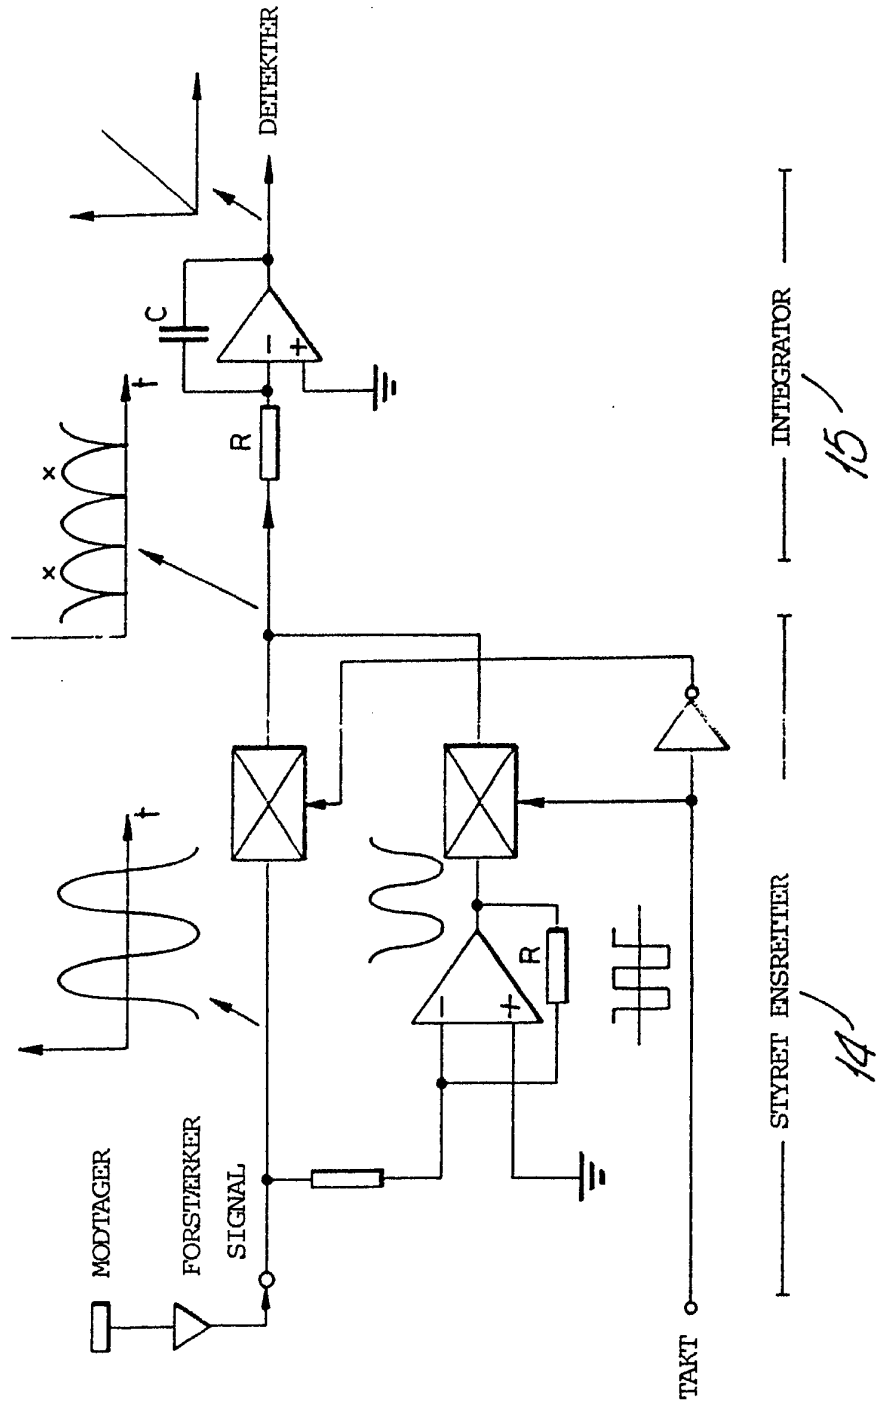 MODTAGER
FORSTÆRKER
SIGNAL
t
x x
t
R
C
− +
DETEKTER
− +
R
TAKT
STYRET ENSRETTER
INTEGRATOR
14
15